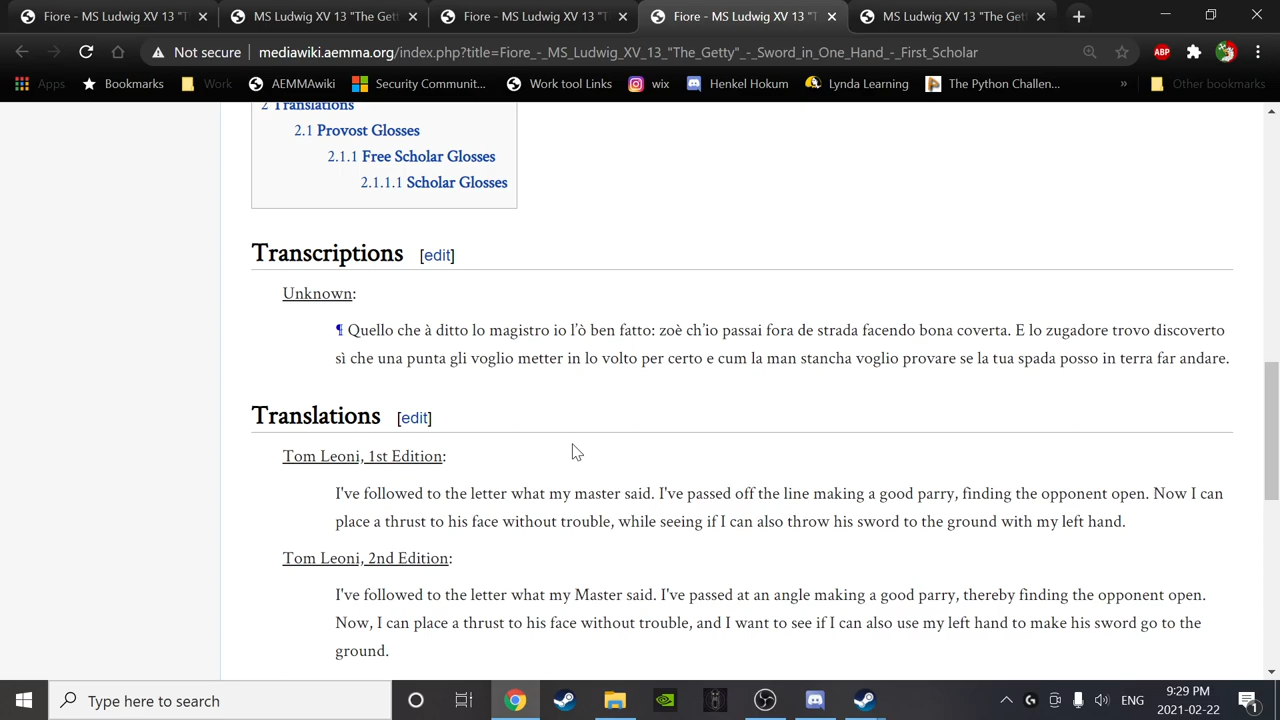 Fiore - MS Ludwig XV 13 "T
MS Ludwig XV 13 "The Gett
Fiore - MS Ludwig XV 13 "T
Fiore - MS Ludwig XV 13 "T
MS Ludwig XV 13 "The Gett
Not secure
mediawiki.aemma.org/index.php?title=Fiore_-_MS_Ludwig_XV_13_"The_Getty"_-_Sword_in_One_Hand_-_First_Scholar
ABP
Apps
Bookmarks
Work
AEMMAwiki
Security Communit...
Work tool Links
wix
Henkel Hokum
Lynda Learning
The Python Challen...
»
Other bookmarks
2 Translations
2.1 Provost Glosses
2.1.1 Free Scholar Glosses
2.1.1.1 Scholar Glosses
Transcriptions [edit]
Unknown:
¶ Quello che à ditto lo magistro io l'ò ben fatto: zoè ch'io passai fora de strada facendo bona coverta. E lo zugadore trovo discoverto
sì che una punta gli voglio metter in lo volto per certo e cum la man stancha voglio provare se la tua spada posso in terra far andare.
Translations [edit]
Tom Leoni, 1st Edition:
I've followed to the letter what my master said. I've passed off the line making a good parry, finding the opponent open. Now I can
place a thrust to his face without trouble, while seeing if I can also throw his sword to the ground with my left hand.
Tom Leoni, 2nd Edition:
I've followed to the letter what my Master said. I've passed at an angle making a good parry, thereby finding the opponent open.
Now, I can place a thrust to his face without trouble, and I want to see if I can also use my left hand to make his sword go to the
ground.
Type here to search
ENG
9:29 PM
2021-02-22
1